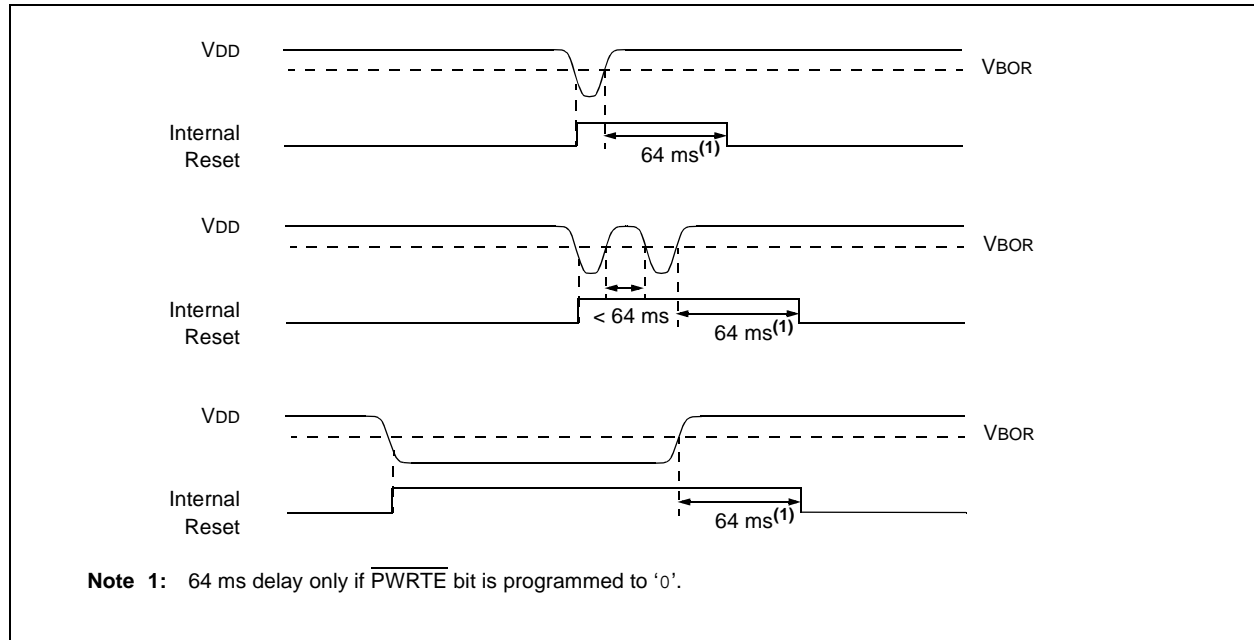 VDD
VBOR
Internal
Reset
64 ms(1)
VDD
VBOR
Internal
Reset
< 64 ms
64 ms(1)
VDD
VBOR
Internal
Reset
64 ms(1)
Note 1: 64 ms delay only if PWRTE bit is programmed to ‘0’.